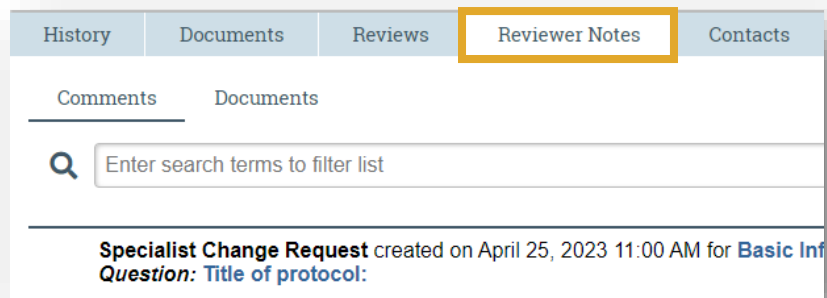 History Documents Reviews Reviewer Notes Contacts
Comments Documents
Enter search terms to filter list
Specialist Change Request created on April 25, 2023 11:00 AM for Basic Inf
Question: Title of protocol: